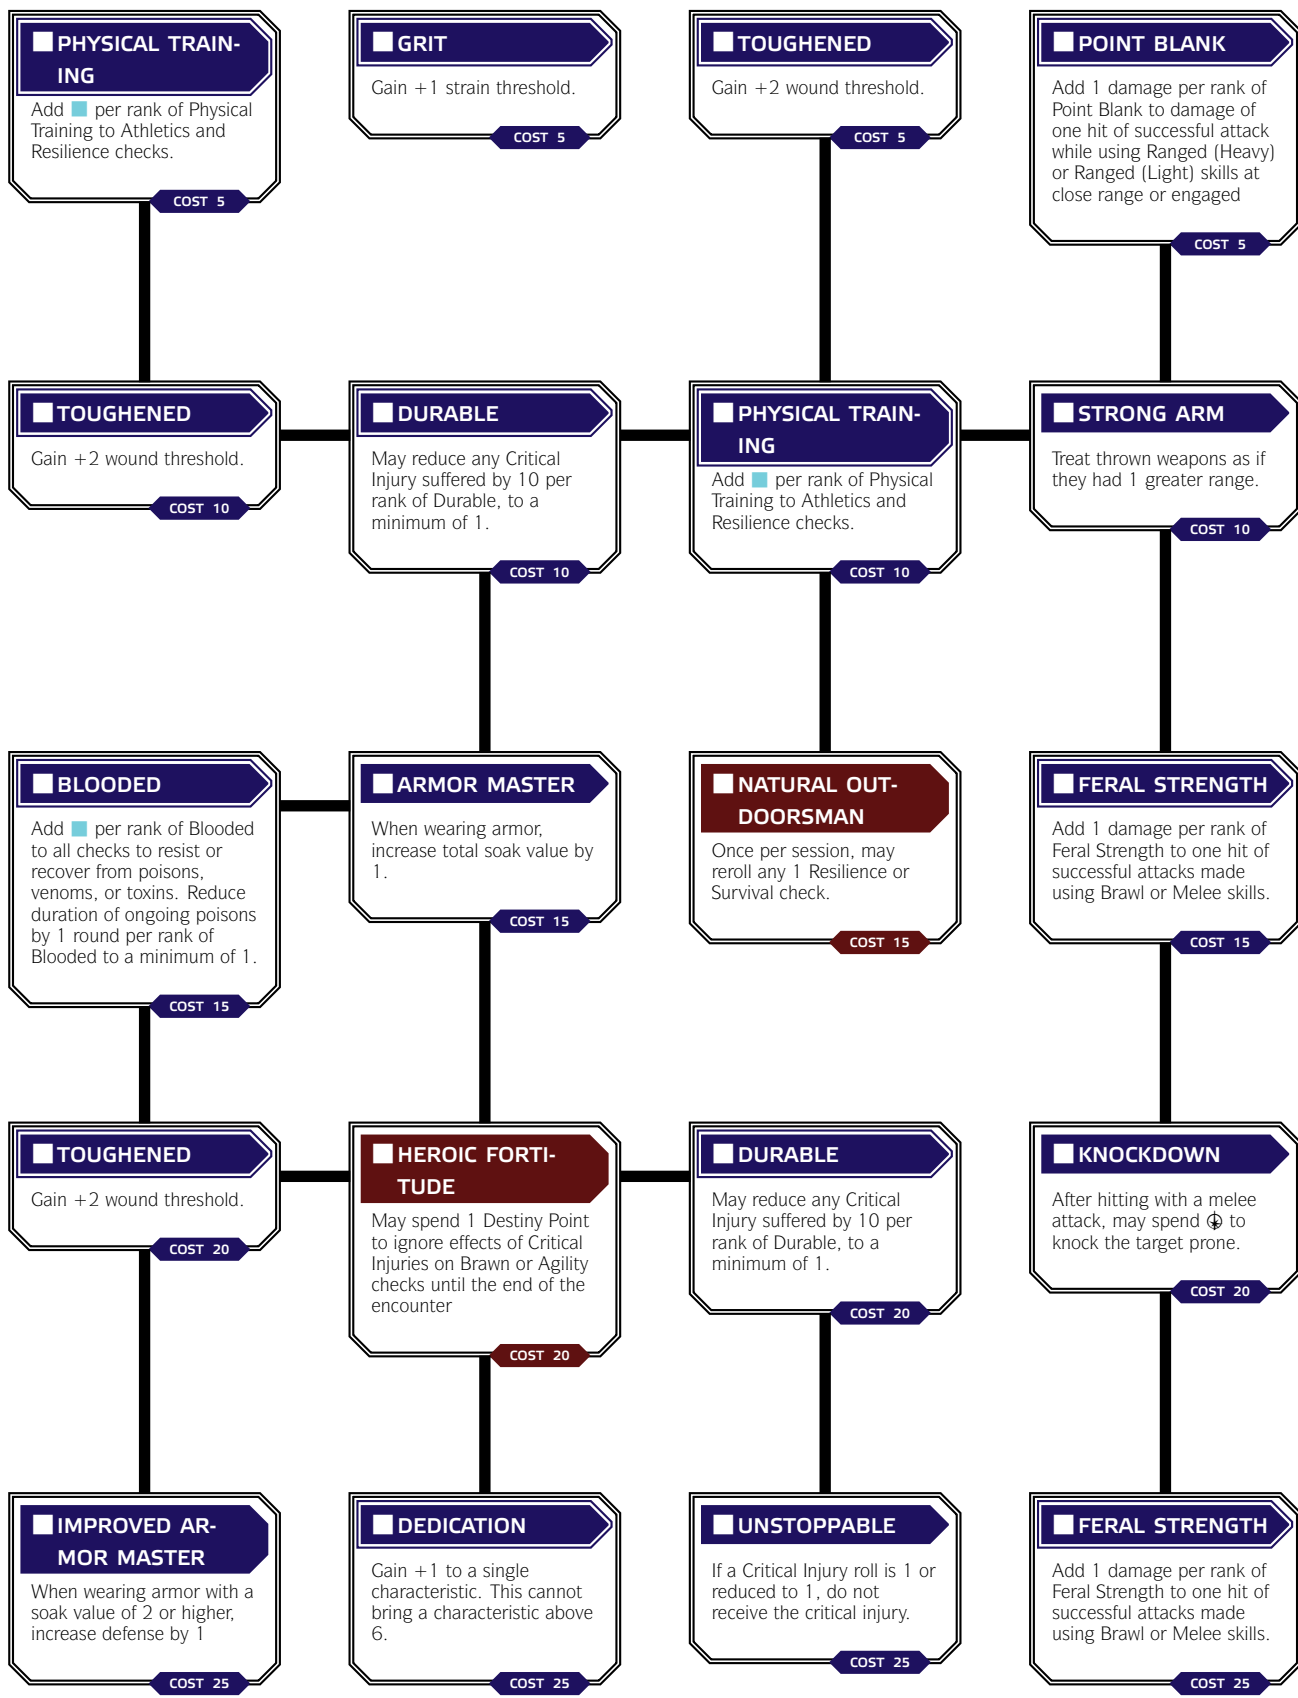 PHYSICAL TRAIN-
ING
Add per rank of Physical
Training to Athletics and
Resilience checks.
COST 5
GRIT
Gain +1 strain threshold.
COST 5
TOUGHENED
Gain +2 wound threshold.
COST 5
POINT BLANK
Add 1 damage per rank of
Point Blank to damage of
one hit of successful attack
while using Ranged (Heavy)
or Ranged (Light) skills at
close range or engaged
COST 5
TOUGHENED
Gain +2 wound threshold.
COST 10
DURABLE
May reduce any Critical
Injury suffered by 10 per
rank of Durable, to a
minimum of 1.
COST 10
PHYSICAL TRAIN-
ING
Add per rank of Physical
Training to Athletics and
Resilience checks.
COST 10
STRONG ARM
Treat thrown weapons as if
they had 1 greater range.
COST 10
BLOODED
Add per rank of Blooded
to all checks to resist or
recover from poisons,
venoms, or toxins. Reduce
duration of ongoing poisons
by 1 round per rank of
Blooded to a minimum of 1.
COST 15
ARMOR MASTER
When wearing armor,
increase total soak value by
1.
COST 15
NATURAL OUT-
DOORSMAN
Once per session, may
reroll any 1 Resilience or
Survival check.
COST 15
FERAL STRENGTH
Add 1 damage per rank of
Feral Strength to one hit of
successful attacks made
using Brawl or Melee skills.
COST 15
TOUGHENED
Gain +2 wound threshold.
COST 20
HEROIC FORTI-
TUDE
May spend 1 Destiny Point
to ignore effects of Critical
Injuries on Brawn or Agility
checks until the end of the
encounter
COST 20
DURABLE
May reduce any Critical
Injury suffered by 10 per
rank of Durable, to a
minimum of 1.
COST 20
KNOCKDOWN
After hitting with a melee
attack, may spend to
knock the target prone.
COST 20
IMPROVED AR-
MOR MASTER
When wearing armor with a
soak value of 2 or higher,
increase defense by 1
COST 25
DEDICATION
Gain +1 to a single
characteristic. This cannot
bring a characteristic above
6.
COST 25
UNSTOPPABLE
If a Critical Injury roll is 1 or
reduced to 1, do not
receive the critical injury.
COST 25
FERAL STRENGTH
Add 1 damage per rank of
Feral Strength to one hit of
successful attacks made
using Brawl or Melee skills.
COST 25